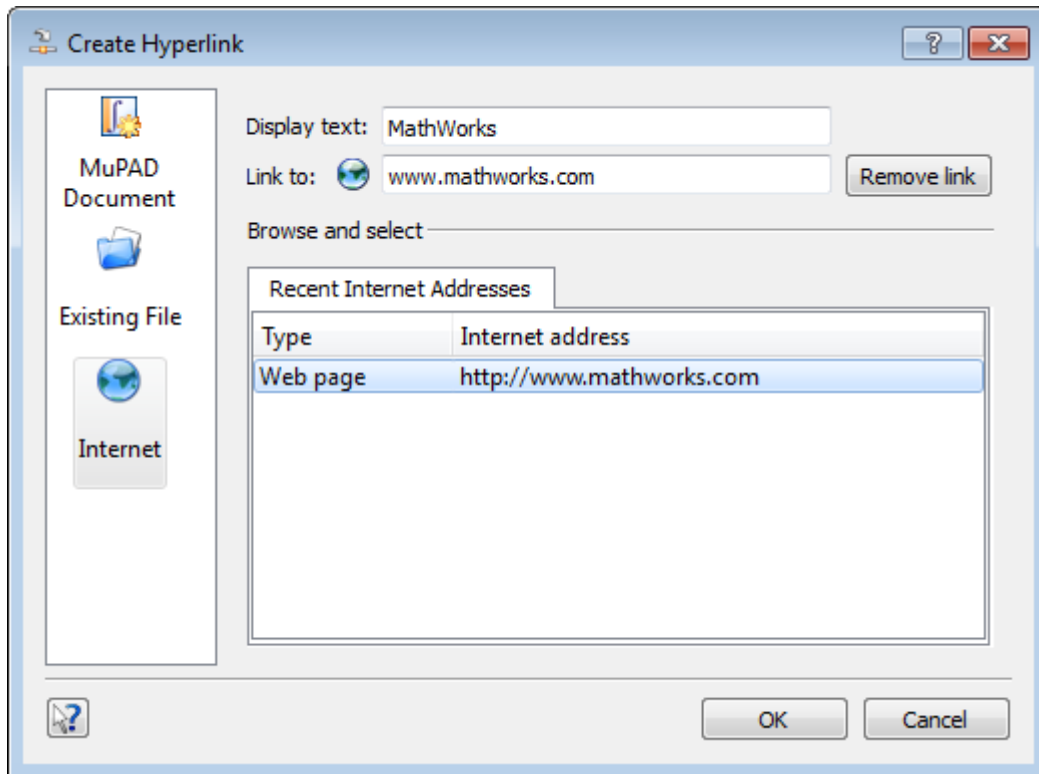 Create Hyperlink
MuPAD
Document
Existing File
Internet
Display text: MathWorks
Link to: www.mathworks.com Remove link
Browse and select
Recent Internet Addresses
Type Internet address
Web page http://www.mathworks.com
OK Cancel